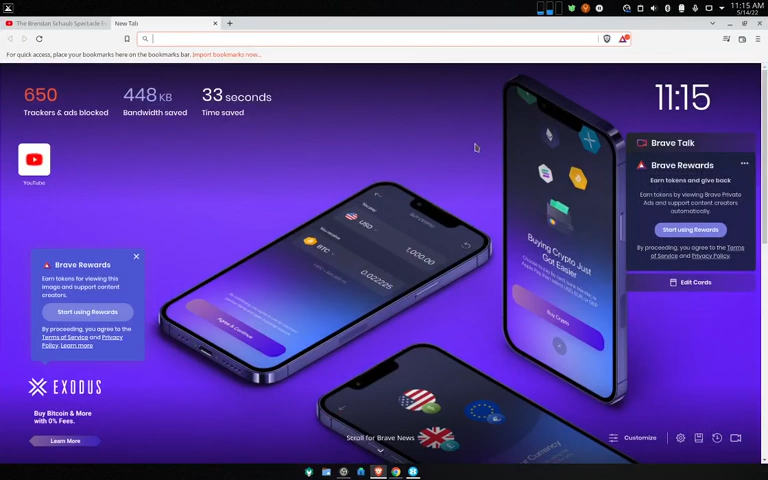 11:15 AM
5/14/22
The Brendan Schaub Spectacle E
New Tab
For quick access, place your bookmarks here on the bookmarks bar. Import bookmarks now...
650
Trackers & ads blocked
448 KB
Bandwidth saved
33 seconds
Time saved
11:15
YouTube
Brave Talk
Brave Rewards
Earn tokens and give back
Earn tokens by viewing Brave Private
Ads and support content creators
automatically.
Start using Rewards
By proceeding, you agree to the Terms
of Service and Privacy Policy.
Edit Cards
Brave Rewards
Earn tokens for viewing this
image and support content
creators.
Start using Rewards
By proceeding, you agree to the
Terms of Service and Privacy
Policy. Learn more
EXODUS
Buy Bitcoin & More
with 0% Fees.
Learn More
USD
1,000.00
BTC
0.022225
Agree & Continue
Buying Crypto Just
Got Easier
Buy Crypto
Scroll for Brave News
Customize